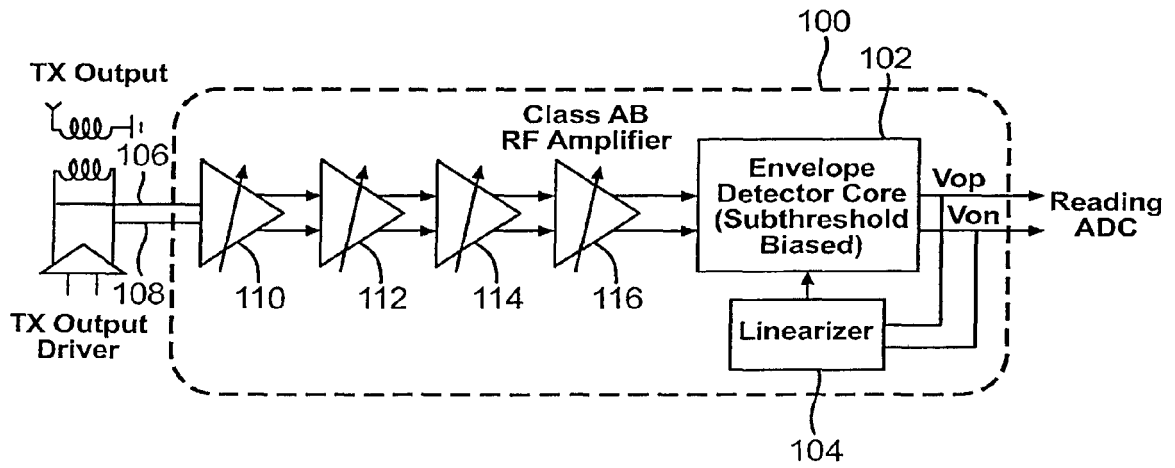 100
102
TX Output
106
Class AB
RF Amplifier
Envelope
Detector Core
(Subthreshold
Biased)
Vop
Von
Reading
ADC
108
110
112
114
116
TX Output
Driver
Linearizer
104